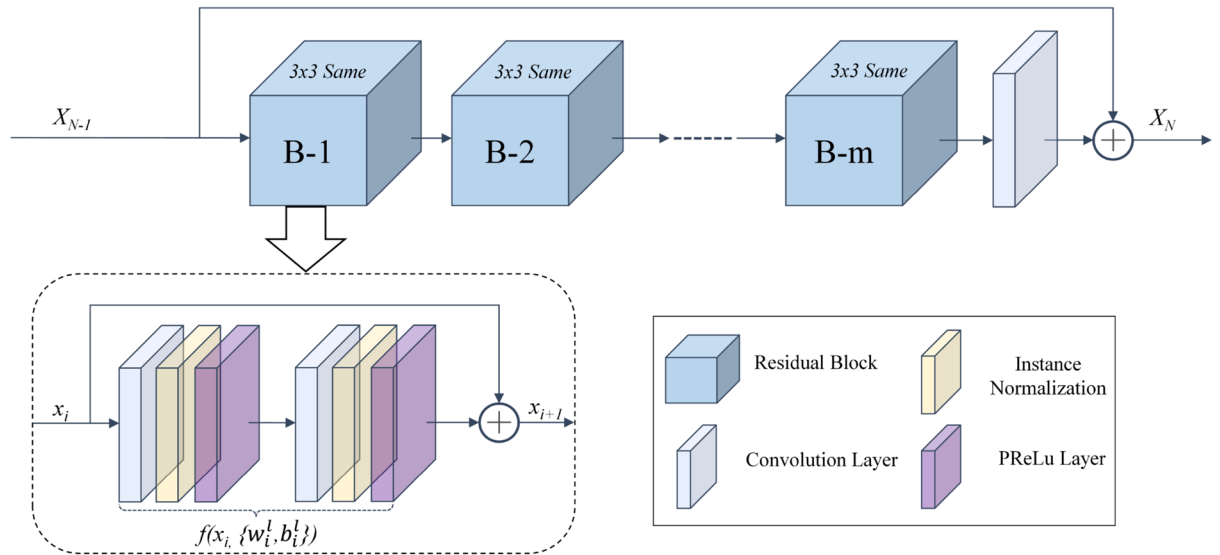 3x3 Same
3x3 Same
3x3 Same
X_{N-1}
B-1
B-2
B-m
X_N
x_i
x_{i+1}
f(x_i, {w_i^l, b_i^l})
Residual Block
Instance
Normalization
Convolution Layer
PReLu Layer